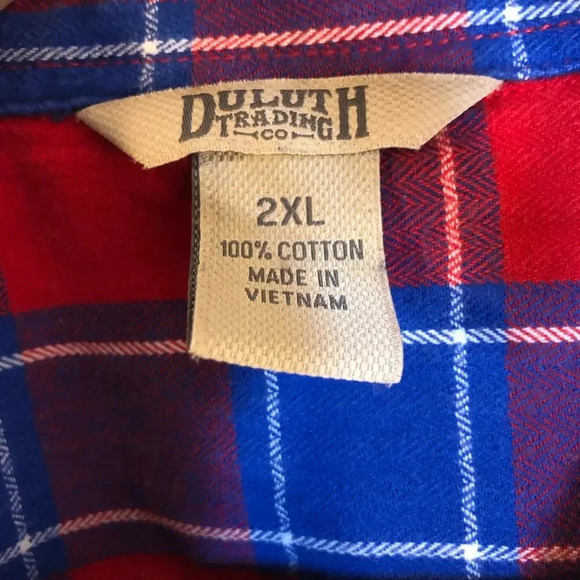 DULUTH
TRADING
CO
2XL
100% COTTON
MADE IN
VIETNAM